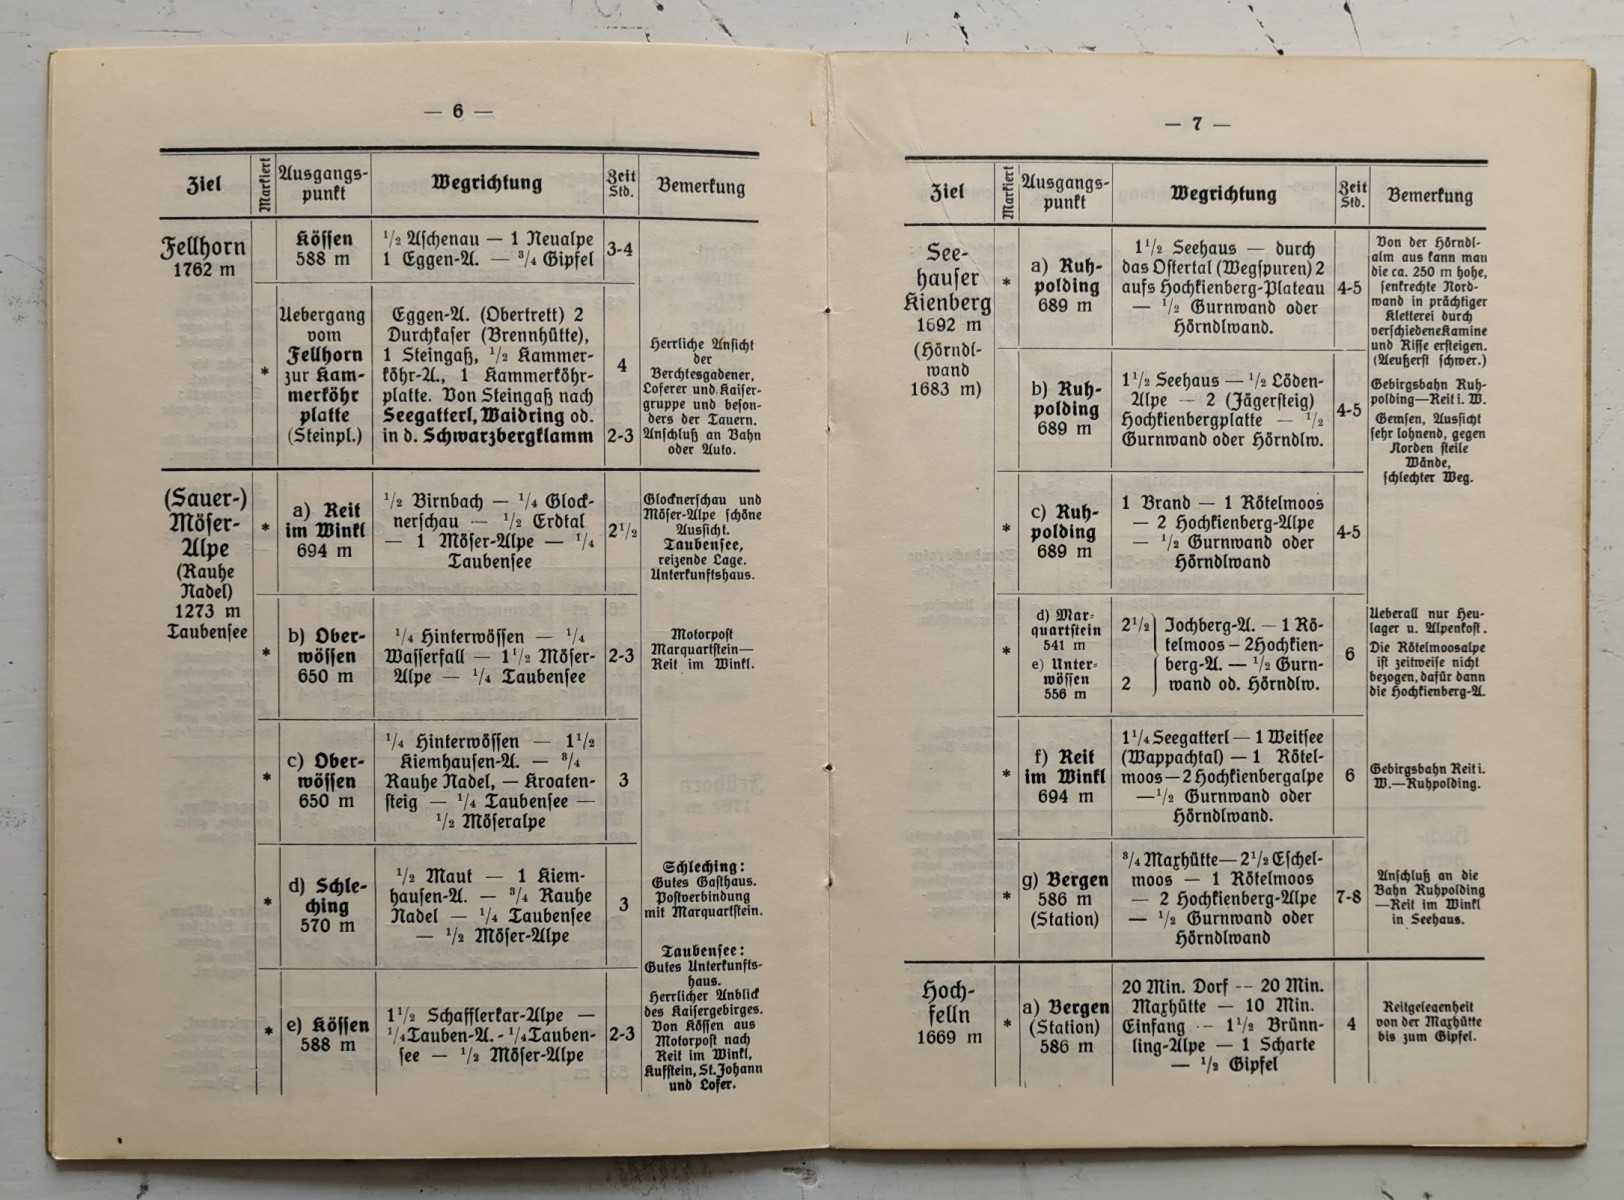 — 6 —
Ziel
Markiert
Ausgangs-
punkt
Wegrichtung
Zeit
Std.
Bemerkung
Fellhorn
1762 m
Kössen
588 m
1/2 Aschenau — 1 Neualpe
1 Eggen-A. — 3/4 Gipfel
3-4
*
Uebergang
vom
Fellhorn
zur Kam-
merköhr
platte
(Steinpl.)
Eggen-A. (Obertrett) 2
Durchkaser (Brennhütte),
1 Steingaß, 1/2 Kammer-
köhr-A., 1 Kammerköhr-
platte. Von Steingaß nach
Seegatterl, Waidring od.
in d. Schwarzbergklamm
4
2-3
Herrliche Ansicht
der
Berchtesgadener,
Loferer und Kaiser-
gruppe und beson-
ders der Tauern.
Anschluß an Bahn
oder Auto.
(Sauer-)
Möser-
Alpe
(Rauhe
Nadel)
1273 m
Taubensee
*
a) Reit
im Winkl
694 m
1/2 Birnbach — 1/4 Glock-
nerschau — 1/2 Erdtal
— 1 Möser-Alpe — 1/4
Taubensee
2 1/2
Glocknerschau und
Möser-Alpe schöne
Aussicht.
Taubensee,
reizende Lage.
Unterkunftshaus.
*
b) Ober-
wössen
650 m
1/4 Hinterwössen — 1/4
Wasserfall — 1 1/2 Möser-
Alpe — 1/4 Taubensee
2-3
Motorpost
Marquartstein—
Reit im Winkl.
*
c) Ober-
wössen
650 m
1/4 Hinterwössen — 1 1/2
Kiemhausen-A. — 3/4
Rauhe Nadel, — Kroaten-
steig — 1/4 Taubensee —
1/2 Möseralpe
3
*
d) Schle-
ching
570 m
1/2 Maut — 1 Kiem-
hausen-A. — 3/4 Rauhe
Nadel — 1/4 Taubensee
— 1/2 Möser-Alpe
3
Schleching:
Gutes Gasthaus.
Postverbindung
mit Marquartstein.
*
e) Kössen
588 m
1 1/2 Schafflerkar-Alpe —
1/4 Tauben-A. - 1/4 Tauben-
see — 1/2 Möser-Alpe
2-3
Taubensee:
Gutes Unterkunfts-
haus.
Herrlicher Anblick
des Kaisergebirges.
Von Kössen aus
Motorpost nach
Reit im Winkl,
Kufstein, St. Johann
und Lofer.
— 7 —
Ziel
Markiert
Ausgangs-
punkt
Wegrichtung
Zeit
Std.
Bemerkung
See-
hauser
Kienberg
1692 m
(Hörndl-
wand
1683 m)
*
a) Ruh-
polding
689 m
1 1/2 Seehaus — durch
das Ostertal (Wegspuren) 2
aufs Hochkienberg-Plateau
— 1/2 Gurnwand oder
Hörndlwand.
4-5
Von der Hörndl-
alm aus kann man
die ca. 250 m hohe,
senkrechte Nord-
wand in prächtiger
Kletterei durch
verschiedene Kamine
und Risse ersteigen.
(Aeußerst schwer.)
b) Ruh-
polding
689 m
1 1/2 Seehaus — 1/2 Löden-
Alpe — 2 (Jägersteig)
Hochkienbergplatte — 1/2
Gurnwand oder Hörndlw.
4-5
Gebirgsbahn Ruh-
polding—Reit i. W.
Gemsen, Aussicht
sehr lohnend, gegen
Norden steile
Wände,
schlechter Weg.
*
c) Ruh-
polding
689 m
1 Brand — 1 Rötelmoos
— 2 Hochkienberg-Alpe
— 1/2 Gurnwand oder
Hörndlwand
4-5
*
d) Mar-
quartstein
541 m
e) Unter-
wössen
556 m
2 1/2
2
Jochberg-A. — 1 Rö-
telmoos — 2 Hochkien-
berg-A. — 1/2 Gurn-
wand od. Hörndlw.
6
Ueberall nur Heu-
lager u. Alpenkost.
Die Rötelmoosalpe
ist zeitweise nicht
bezogen, dafür dann
die Hochkienberg-A.
*
f) Reit
im Winkl
694 m
1 1/4 Seegatterl — 1 Weitsee
(Wappachtal) — 1 Rötel-
moos — 2 Hochkienbergalpe
— 1/2 Gurnwand oder
Hörndlwand.
6
Gebirgsbahn Reit i.
W.—Ruhpolding.
*
g) Bergen
586 m
(Station)
3/4 Maxhütte — 2 1/2 Eschel-
moos — 1 Rötelmoos
— 2 Hochkienberg-Alpe
— 1/2 Gurnwand oder
Hörndlwand
7-8
Anschluß an die
Bahn Ruhpolding
—Reit im Winkl
in Seehaus.
Hoch-
felln
1669 m
*
a) Bergen
(Station)
586 m
20 Min. Dorf -- 20 Min.
Maxhütte — 10 Min.
Einfang — 1 1/2 Brünn-
ling-Alpe — 1 Scharte
— 1/2 Gipfel
4
Reitgelegenheit
von der Maxhütte
bis zum Gipfel.